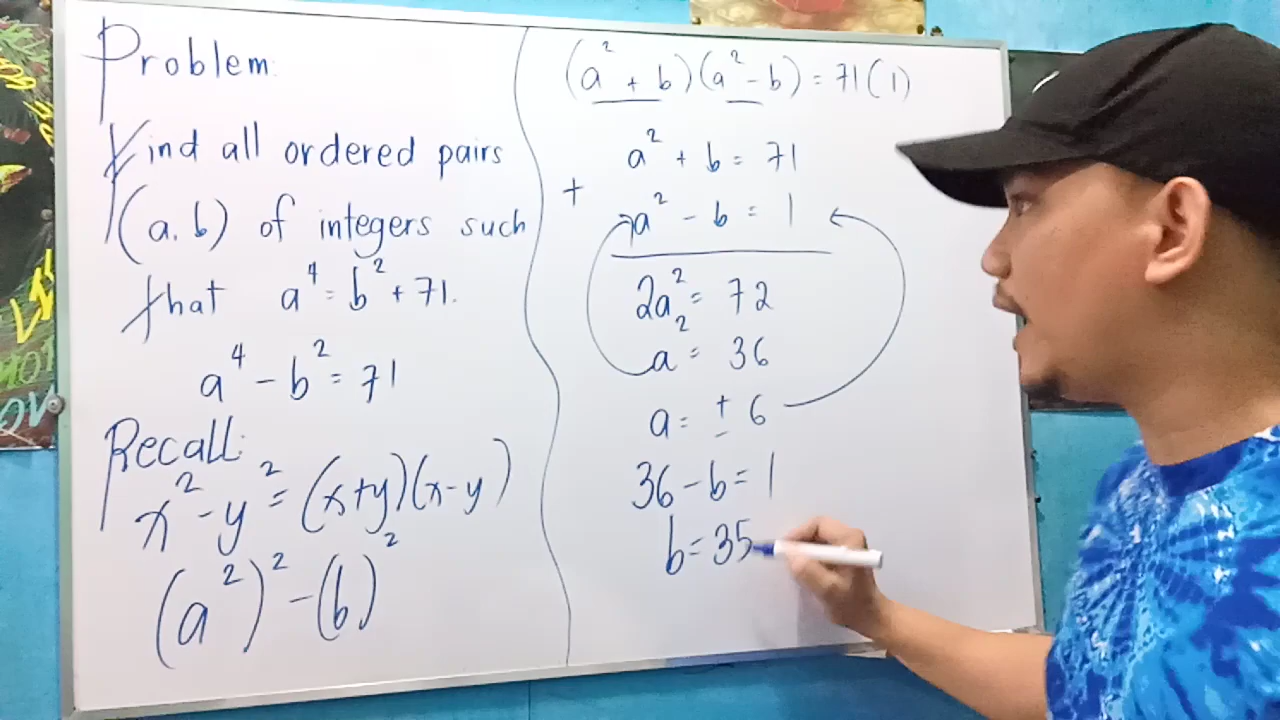 Problem:
Find all ordered pairs
(a,b) of integers such
that a⁴ = b² + 71.
a⁴ - b² = 71
Recall:
x² - y² = (x+y)(x-y)
(a²)² - (b)²
(a² + b)(a² - b) = 71(1)
a² + b = 71
+ a² - b = 1
2a² = 72
a² = 36
a = ± 6
36 - b = 1
b = 35